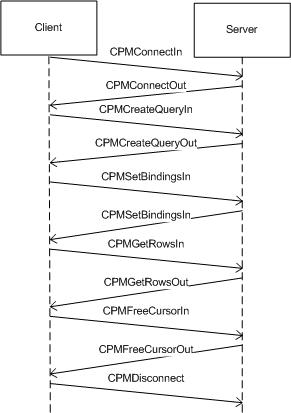 Client
Server
CPMConnectIn
CPMConnectOut
CPMCreateQueryIn
CPMCreateQueryOut
CPMSetBindingsIn
CPMSetBindingsIn
CPMGetRowsIn
CPMGetRowsOut
CPMFreeCursorIn
CPMFreeCursorOut
CPMDisconnect